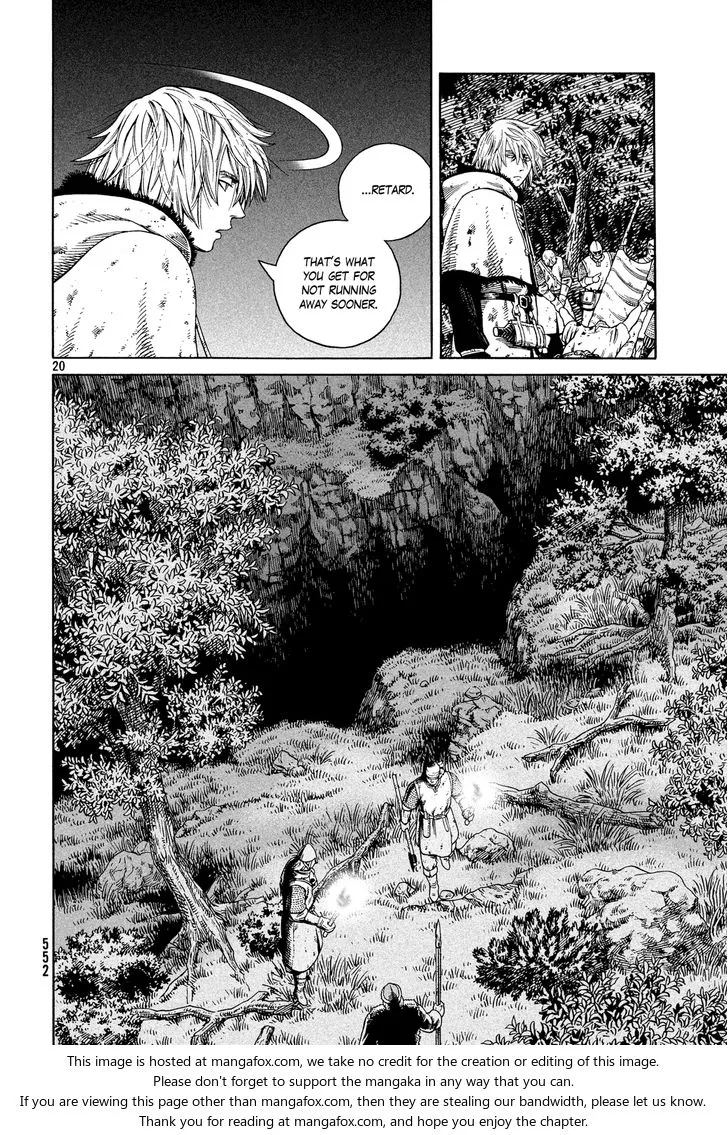 ...RETARD.
THAT'S WHAT
YOU GET FOR
NOT RUNNING
AWAY SOONER.
20
552
This image is hosted at mangafox.com, we take no credit for the creation or editing of this image.
Please don't forget to support the mangaka in any way that you can.
If you are viewing this page other than mangafox.com, then they are stealing our bandwidth, please let us know.
Thank you for reading at mangafox.com, and hope you enjoy the chapter.